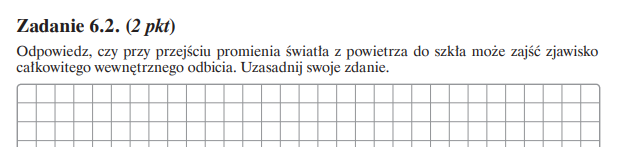 Zadanie 6.2. (2 pkt)
Odpowiedz, czy przy przejściu promienia światła z powietrza do szkła może zajść zjawisko
całkowitego wewnętrznego odbicia. Uzasadnij swoje zdanie.